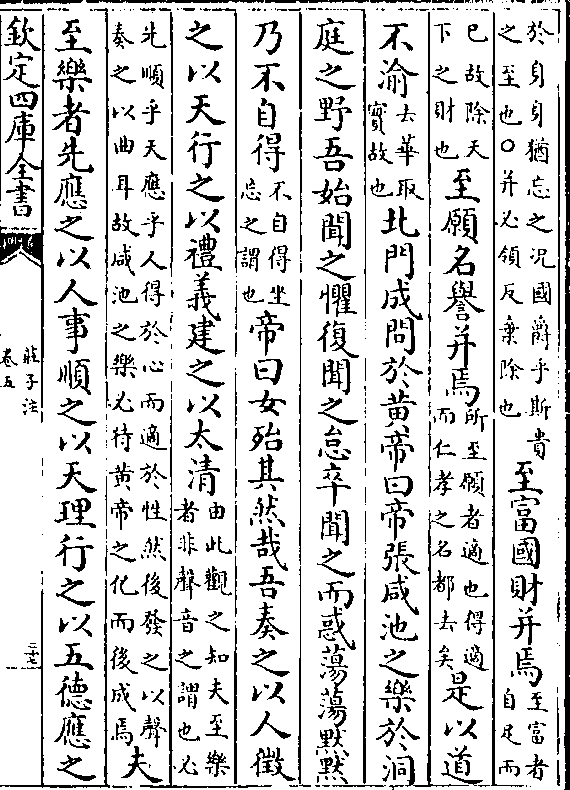 於身身猶忘之況國爵乎斯貴
之至也○并必領反棄除也
至富國財并焉
至富者
自足而
已故除天
下之財也
至願名譽并焉
所至願者適也得適
而仁孝之名都去矣
是以道
不渝
去華取
實故也
北門成問於黃帝曰帝張咸池之樂於洞
庭之野吾始聞之懼復聞之怠卒聞之而惑蕩蕩默默
乃不自得
不自得坐
忘之謂也
帝曰女殆其然哉吾奏之以人徵
之以天行之以禮義建之以太清
由此觀之知夫至樂
者非聲音之謂也必
先順乎天應乎人得於心而適於性然後發之以聲
奏之以曲耳故咸池之樂必待黃帝之化而後成焉
夫
至樂者先應之以人事順之以天理行之以五德應之
欽定四庫全書
莊子注
卷五